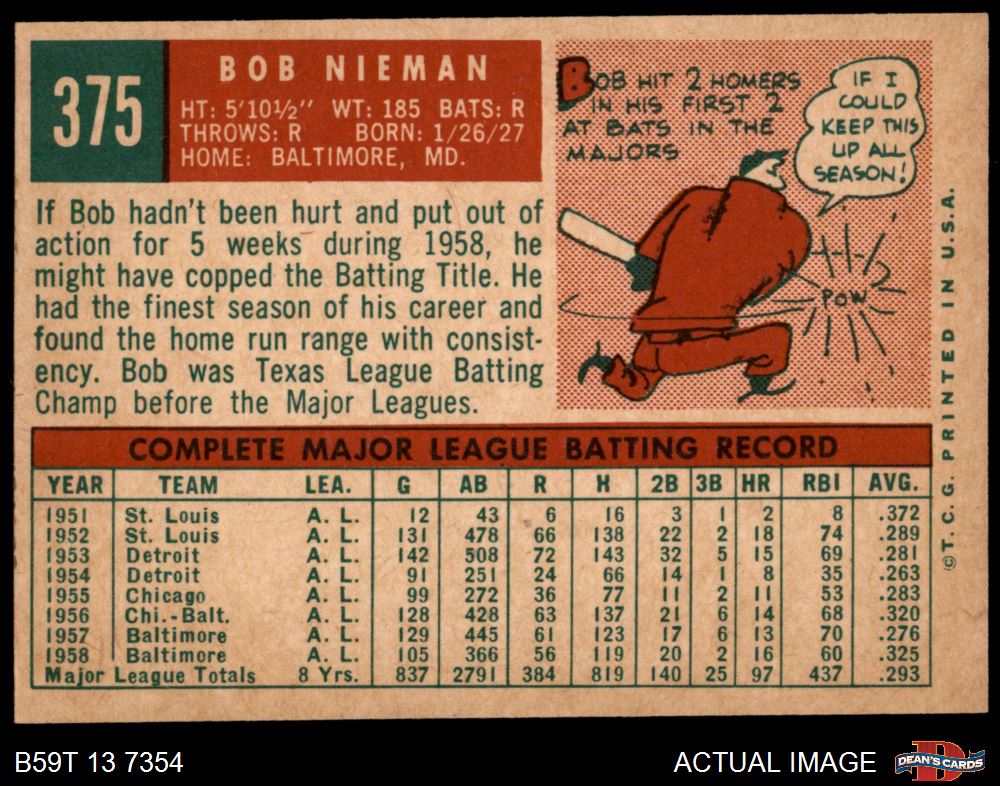 375
BOB NIEMAN
HT: 5'10½" WT: 185 BATS: R
THROWS: R BORN: 1/26/27
HOME: BALTIMORE, MD.
If Bob hadn't been hurt and put out of
action for 5 weeks during 1958, he
might have copped the Batting Title. He
had the finest season of his career and
found the home run range with consist-
ency. Bob was Texas League Batting
Champ before the Major Leagues.
BOB HIT 2 HOMERS
IN HIS FIRST 2
AT BATS IN THE
MAJORS
IF I
COULD
KEEP THIS
UP ALL
SEASON!
POW
COMPLETE MAJOR LEAGUE BATTING RECORD
YEAR TEAM LEA. G AB R H 2B 3B HR RBI AVG.
1951 St. Louis A. L. 12 43 6 16 3 1 2 8 .372
1952 St. Louis A. L. 131 478 66 138 22 2 18 74 .289
1953 Detroit A. L. 142 508 72 143 32 5 15 69 .281
1954 Detroit A. L. 91 251 24 66 14 1 8 35 .263
1955 Chicago A. L. 99 272 36 77 11 2 11 53 .283
1956 Chi.-Balt. A. L. 128 428 63 137 21 6 14 68 .320
1957 Baltimore A. L. 129 445 61 123 17 6 13 70 .276
1958 Baltimore A. L. 105 366 56 119 20 2 16 60 .325
Major League Totals 8 Yrs. 837 2791 384 819 140 25 97 437 .293
© T. C. G. PRINTED IN U.S.A.
B59T 13 7354
ACTUAL IMAGE
DEAN'S CARDS